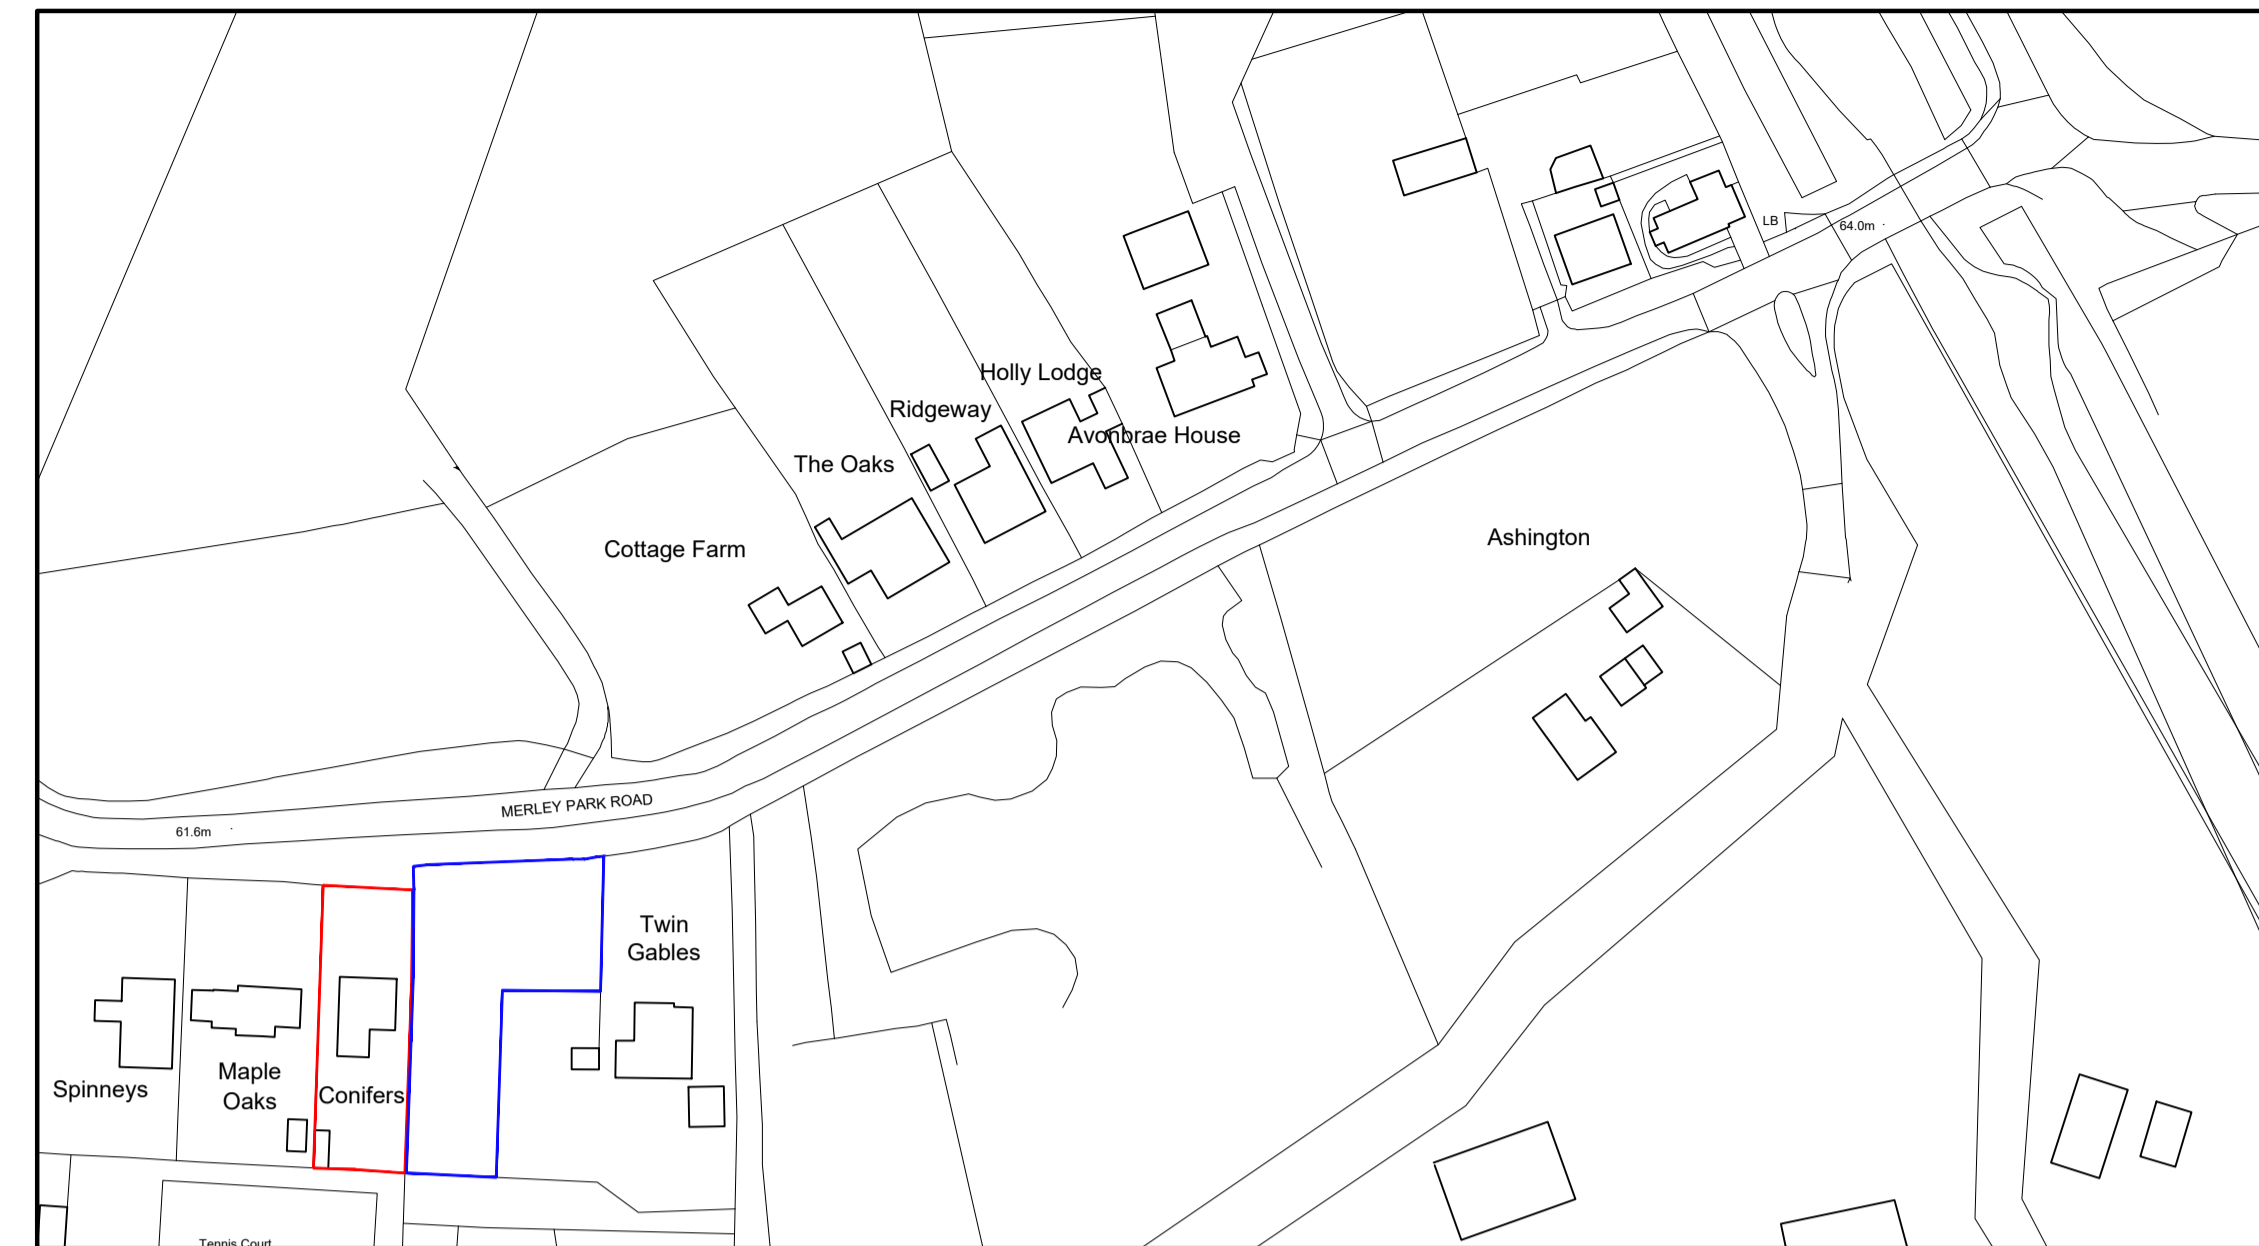 LB
64.0m
Holly Lodge
Ridgeway
Avonbrae House
The Oaks
Ashington
Cottage Farm
MERLEY PARK ROAD
61.6m
Twin
Gables
Maple
Oaks
Spinneys
Conifers
Tennis Court